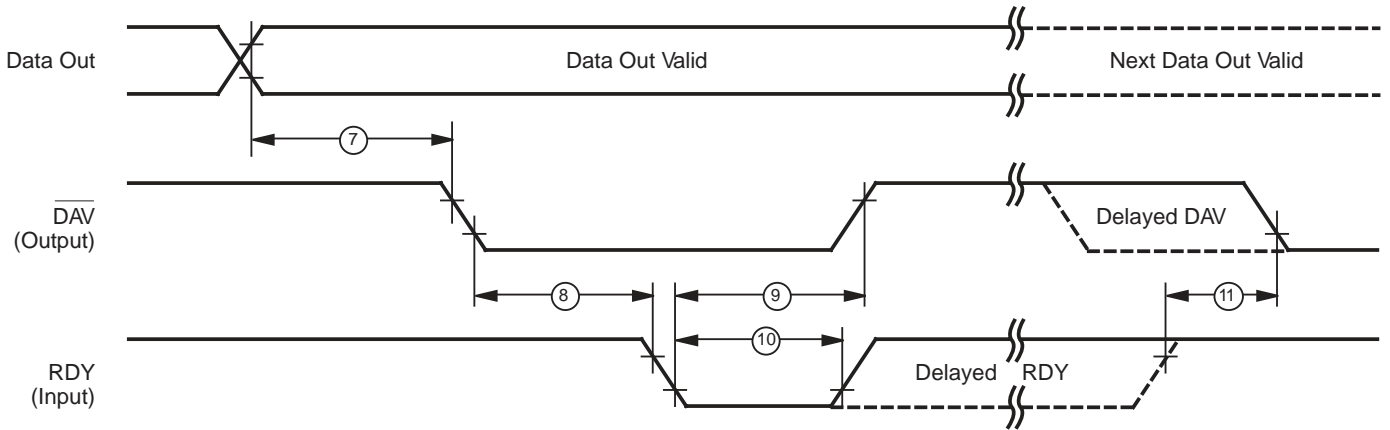 Data Out
Data Out Valid
Next Data Out Valid
7
DAV
(Output)
Delayed DAV
8
9
11
10
RDY
(Input)
Delayed RDY